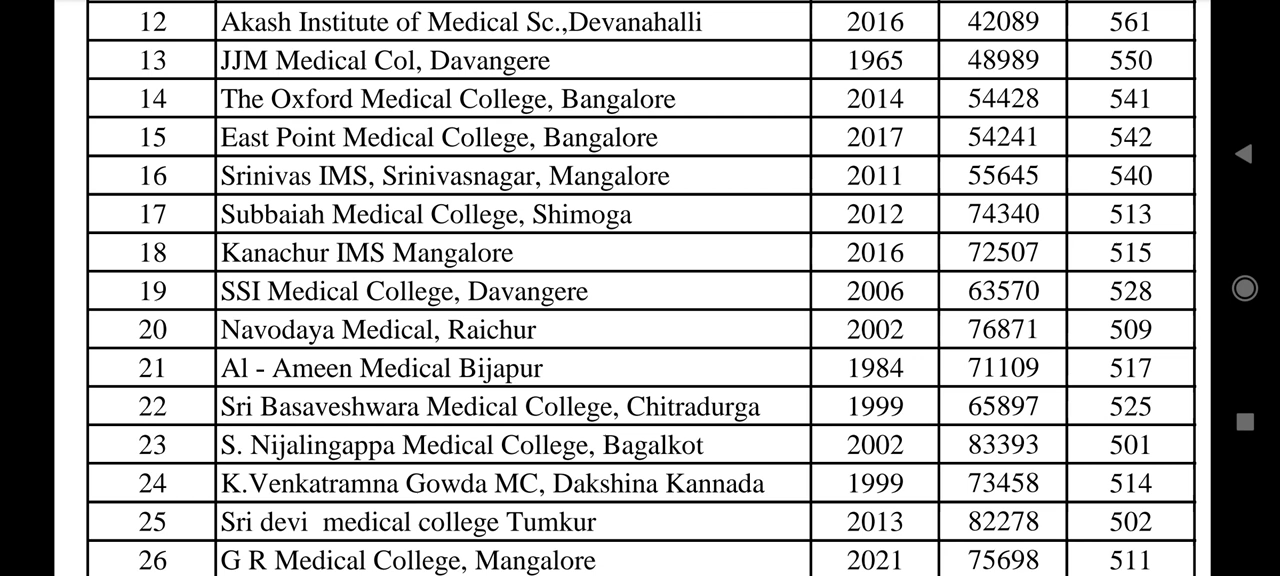 12 Akash Institute of Medical Sc.,Devanahalli 2016 42089 561
13 JJM Medical Col, Davangere 1965 48989 550
14 The Oxford Medical College, Bangalore 2014 54428 541
15 East Point Medical College, Bangalore 2017 54241 542
16 Srinivas IMS, Srinivasnagar, Mangalore 2011 55645 540
17 Subbaiah Medical College, Shimoga 2012 74340 513
18 Kanachur IMS Mangalore 2016 72507 515
19 SSI Medical College, Davangere 2006 63570 528
20 Navodaya Medical, Raichur 2002 76871 509
21 Al - Ameen Medical Bijapur 1984 71109 517
22 Sri Basaveshwara Medical College, Chitradurga 1999 65897 525
23 S. Nijalingappa Medical College, Bagalkot 2002 83393 501
24 K.Venkatramna Gowda MC, Dakshina Kannada 1999 73458 514
25 Sri devi  medical college Tumkur 2013 82278 502
26 G R Medical College, Mangalore 2021 75698 511